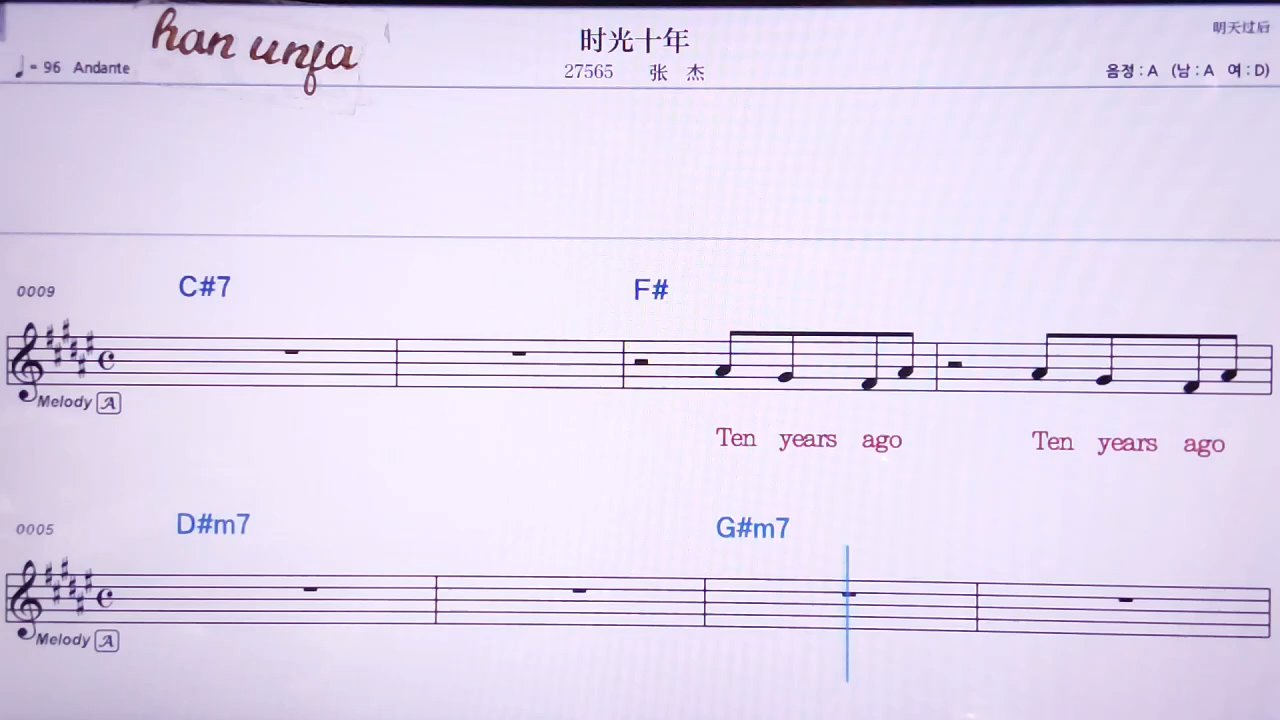 han unfa
时光十年
明天过后
♩= 96 Andante
27565 张 杰
음정 : A (남 : A 여 : D)
0009 C#7 F#
Melody A
Ten years ago Ten years ago
0005 D#m7 G#m7
Melody A